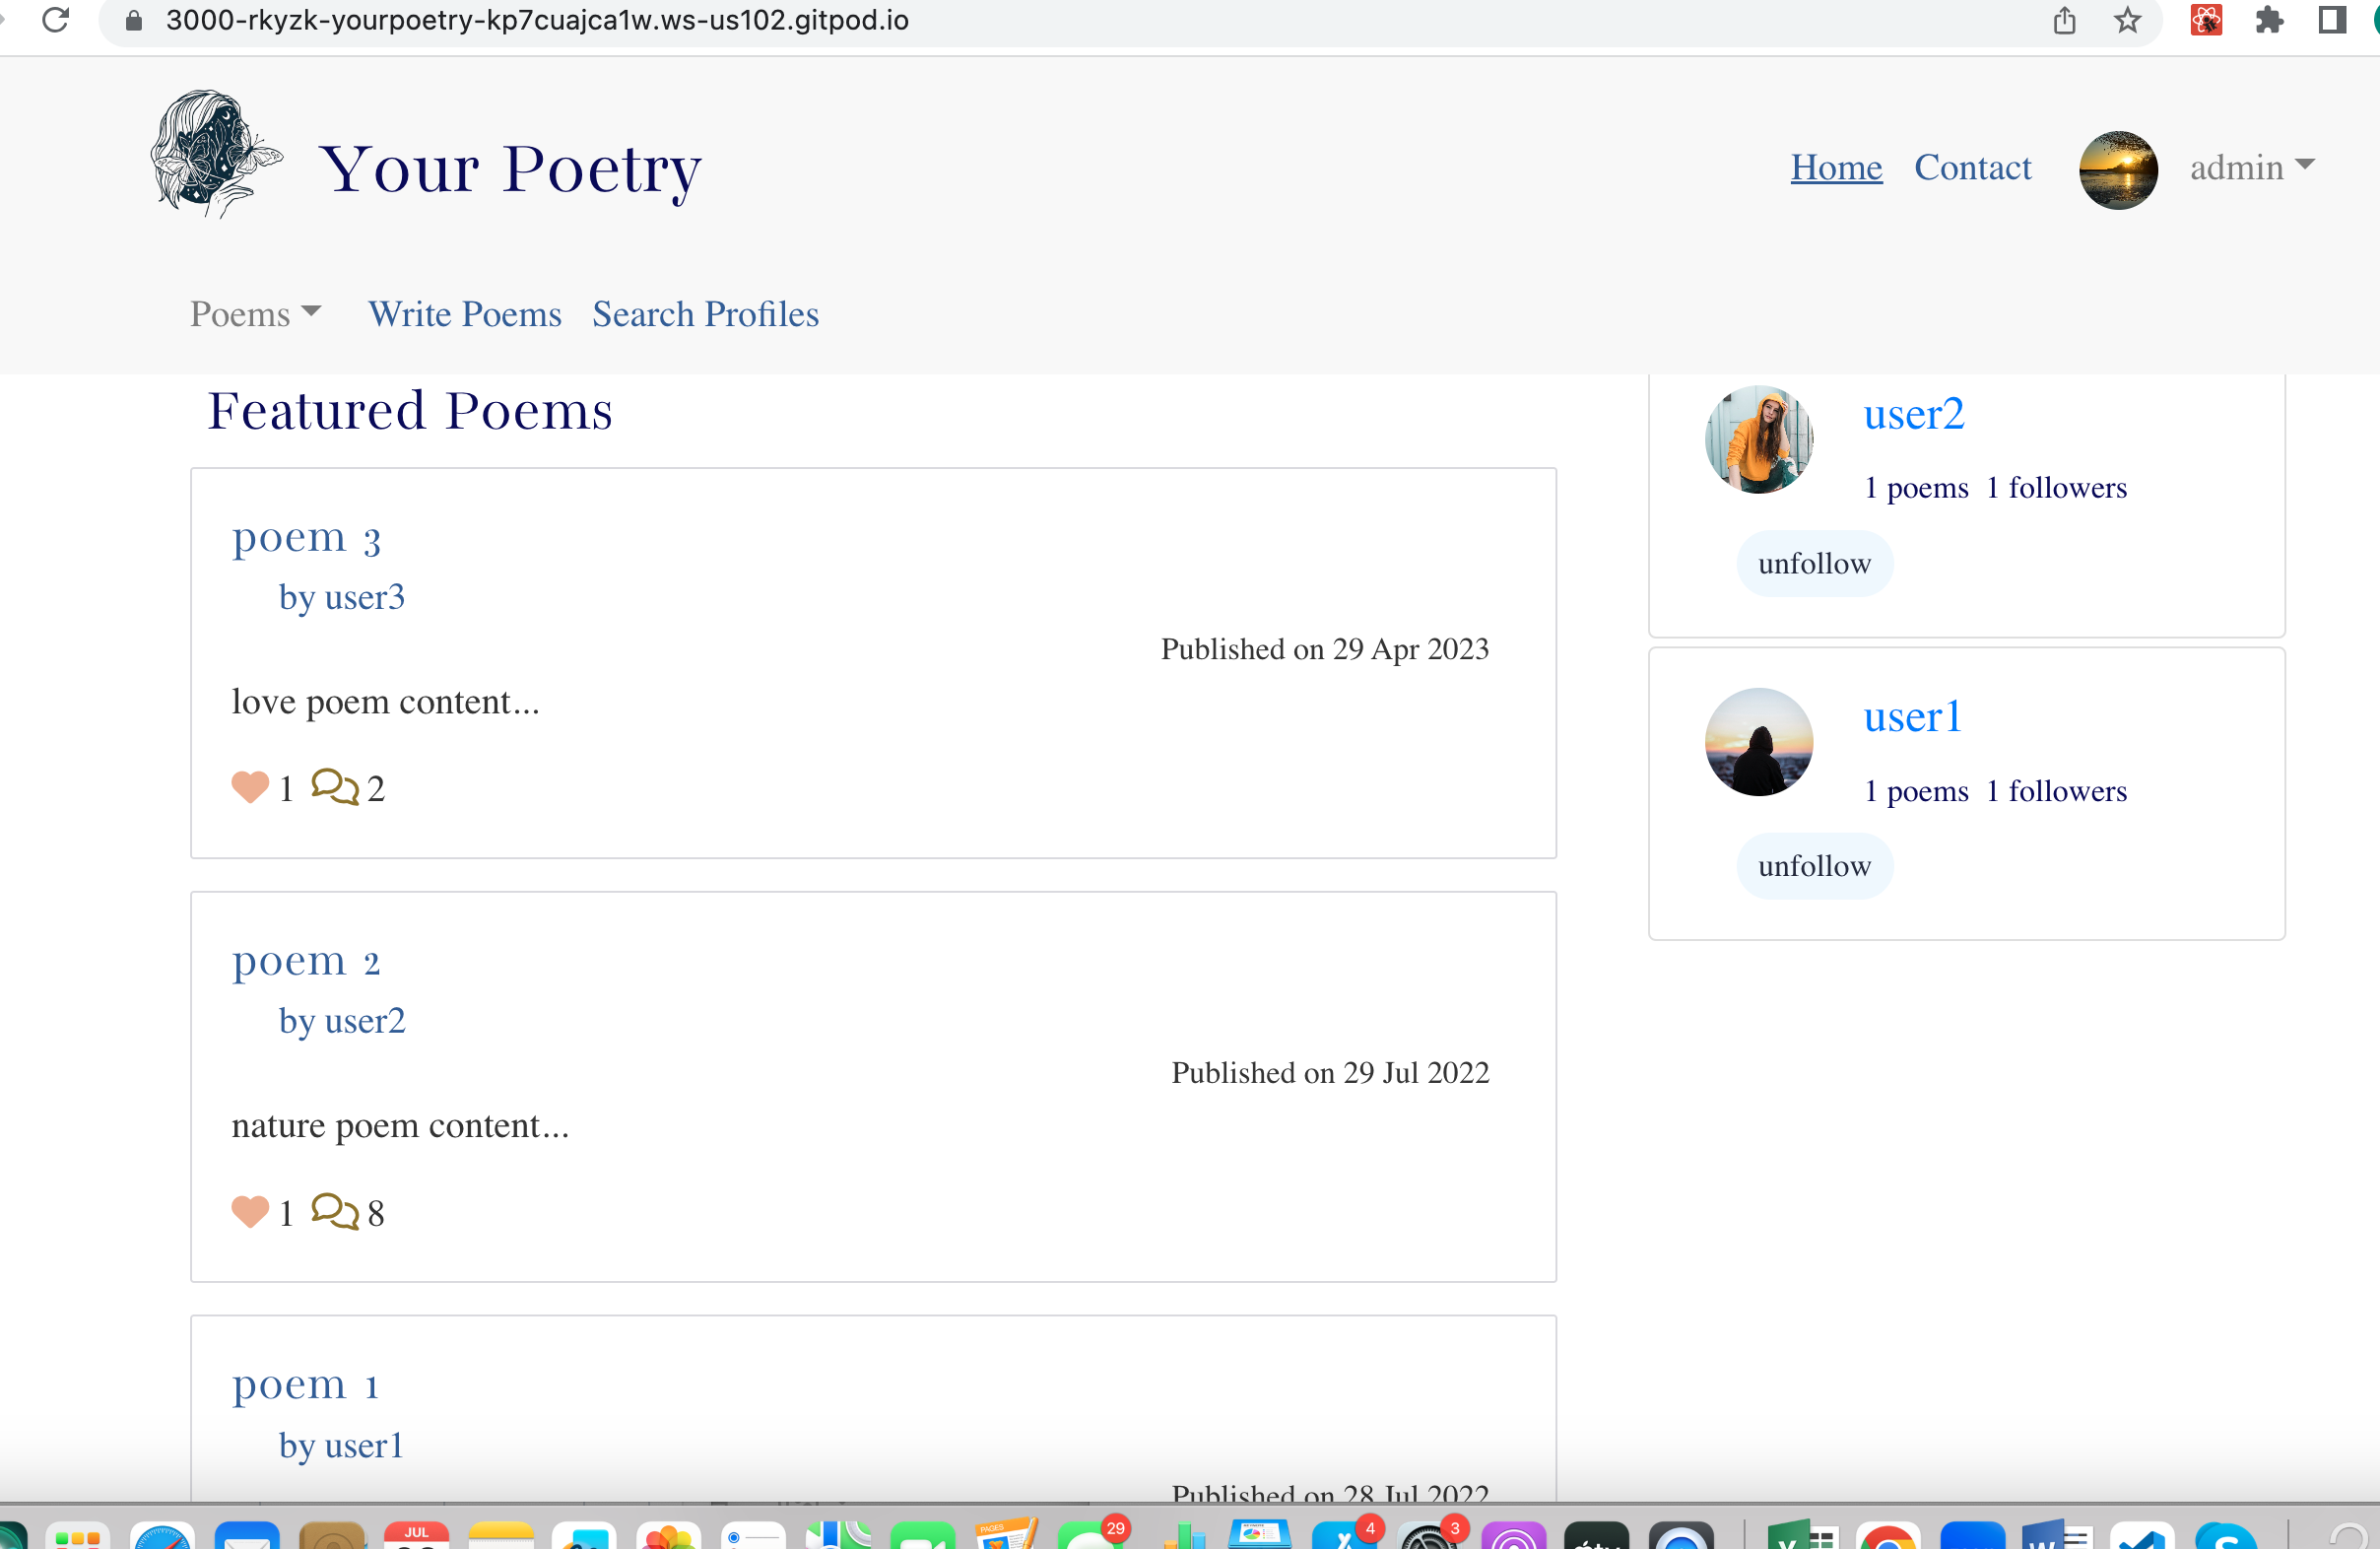 3000-rkyzk-yourpoetry-kp7cuajca1w.ws-us102.gitpod.io
Your Poetry
Home Contact admin
Poems Write Poems Search Profiles
Featured Poems
poem 3
by user3
Published on 29 Apr 2023
love poem content...
1 2
poem 2
by user2
Published on 29 Jul 2022
nature poem content...
1 8
poem 1
by user1
Published on 28 Jul 2022
user2
1 poems 1 followers
unfollow
user1
1 poems 1 followers
unfollow
JUL
PAGES
29
4
3